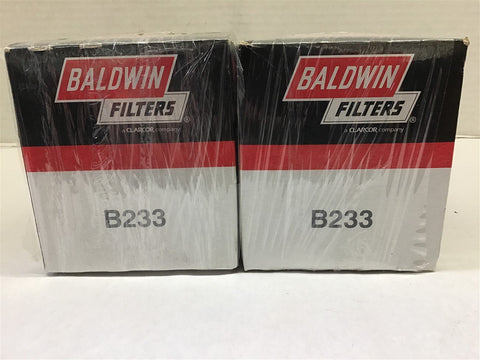 BALDWIN
FILTERS®
a CLARCOR company
B233
BALDWIN
FILTERS®
a CLARCOR company
B233